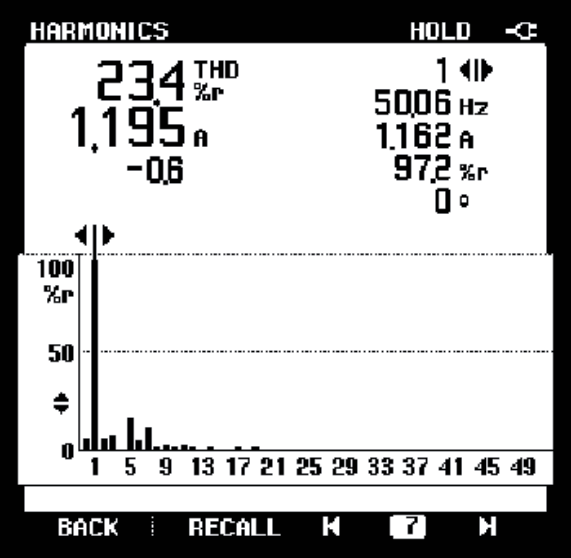 HARMONICS HOLD
23.4 THD %r
1 
50.06 Hz
1.195 A
1.162 A
-0.6
97.2 %r
0 °
100
%r
50
0
1 5 9 13 17 21 25 29 33 37 41 45 49
BACK RECALL 7